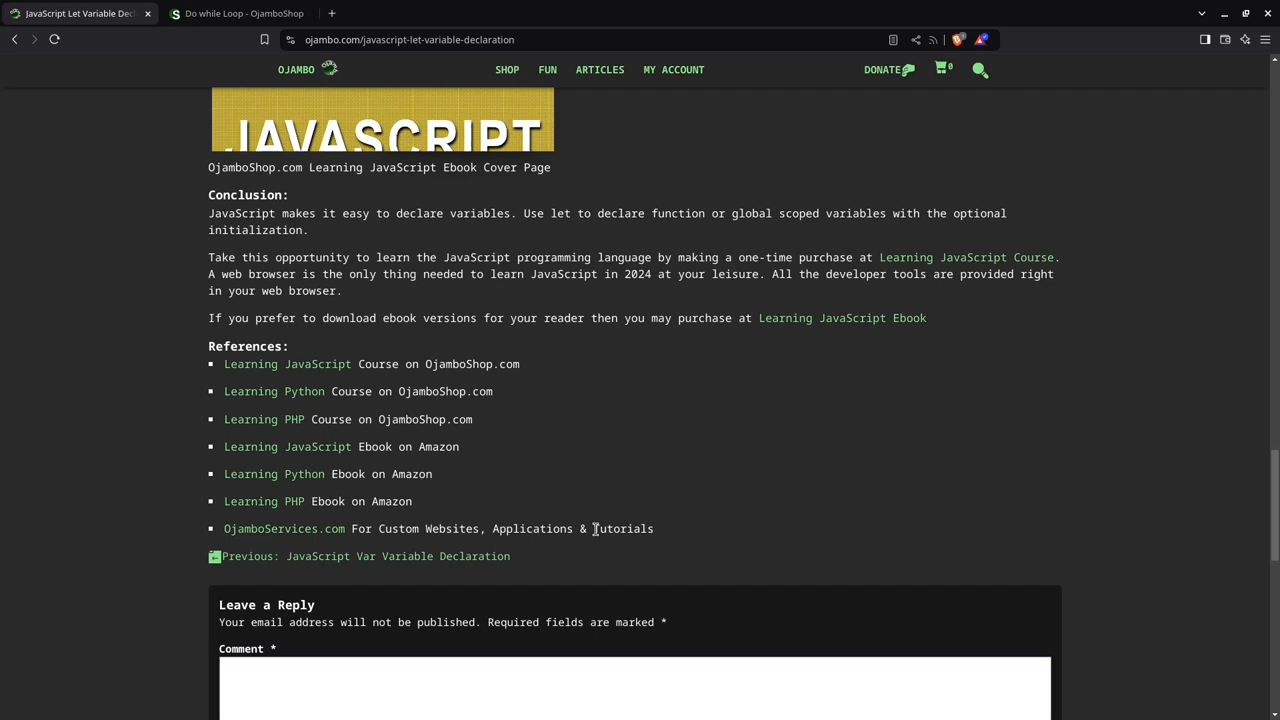 JavaScript Let Variable Decl
Do while Loop - OjamboShop
ojambo.com/javascript-let-variable-declaration
OJAMBO SHOP FUN ARTICLES MY ACCOUNT DONATE 0
JAVASCRIPT
OjamboShop.com Learning JavaScript Ebook Cover Page
Conclusion:
JavaScript makes it easy to declare variables. Use let to declare function or global scoped variables with the optional
initialization.
Take this opportunity to learn the JavaScript programming language by making a one-time purchase at Learning JavaScript Course.
A web browser is the only thing needed to learn JavaScript in 2024 at your leisure. All the developer tools are provided right
in your web browser.
If you prefer to download ebook versions for your reader then you may purchase at Learning JavaScript Ebook
References:
Learning JavaScript Course on OjamboShop.com
Learning Python Course on OjamboShop.com
Learning PHP Course on OjamboShop.com
Learning JavaScript Ebook on Amazon
Learning Python Ebook on Amazon
Learning PHP Ebook on Amazon
OjamboServices.com For Custom Websites, Applications & Tutorials
Previous: JavaScript Var Variable Declaration
Leave a Reply
Your email address will not be published. Required fields are marked *
Comment *